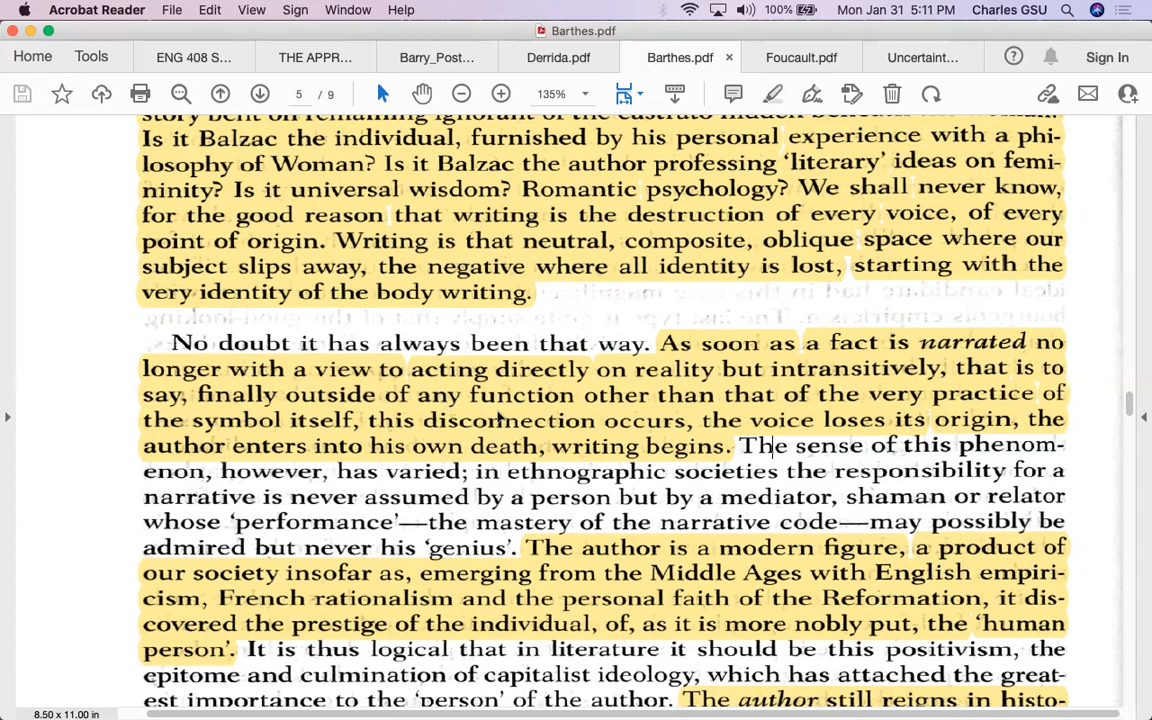 Acrobat Reader File Edit View Sign Window Help 100% Mon Jan 31 5:11 PM Charles GSU
Barthes.pdf
Home Tools ENG 408 S... THE APPR... Barry_Post... Derrida.pdf Barthes.pdf × Foucault.pdf Uncertaint... Sign In
5 / 9 135%
story bent on remaining ignorant of the castrato hidden
Is it Balzac the individual, furnished by his personal experience with a phi-
losophy of Woman? Is it Balzac the author professing ‘literary’ ideas on femi-
ninity? Is it universal wisdom? Romantic psychology? We shall never know,
for the good reason that writing is the destruction of every voice, of every
point of origin. Writing is that neutral, composite, oblique space where our
subject slips away, the negative where all identity is lost, starting with the
very identity of the body writing.
No doubt it has always been that way. As soon as a fact is narrated no
longer with a view to acting directly on reality but intransitively, that is to
say, finally outside of any function other than that of the very practice of
the symbol itself, this disconnection occurs, the voice loses its origin, the
author enters into his own death, writing begins. The sense of this phenom-
enon, however, has varied; in ethnographic societies the responsibility for a
narrative is never assumed by a person but by a mediator, shaman or relator
whose ‘performance’—the mastery of the narrative code—may possibly be
admired but never his ‘genius’. The author is a modern figure, a product of
our society insofar as, emerging from the Middle Ages with English empiri-
cism, French rationalism and the personal faith of the Reformation, it dis-
covered the prestige of the individual, of, as it is more nobly put, the ‘human
person’. It is thus logical that in literature it should be this positivism, the
epitome and culmination of capitalist ideology, which has attached the great-
est importance to the ‘person’ of the author. The author still reigns in histo-
8.50 x 11.00 in